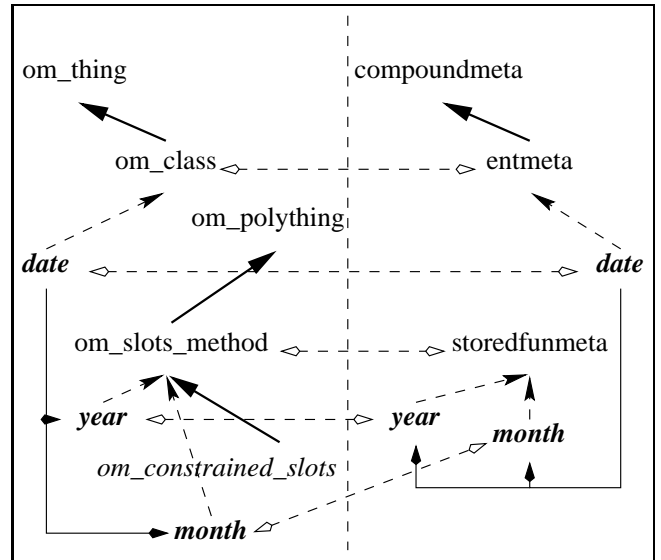 om_thing compoundmeta
om_class entmeta
om_polything
date date
om_slots_method storedfunmeta
year year
month
om_constrained_slots
month